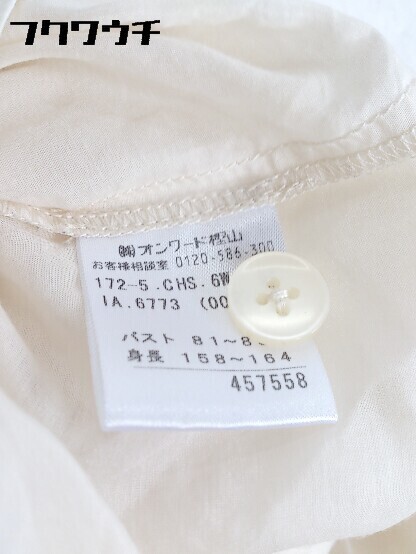 フクワウチ
㈱オンワード樫山
お客様相談室 0120-586-300
172-5.CHS.6W
IA.6773 (00
バスト 81～8
身長 158～164
457558